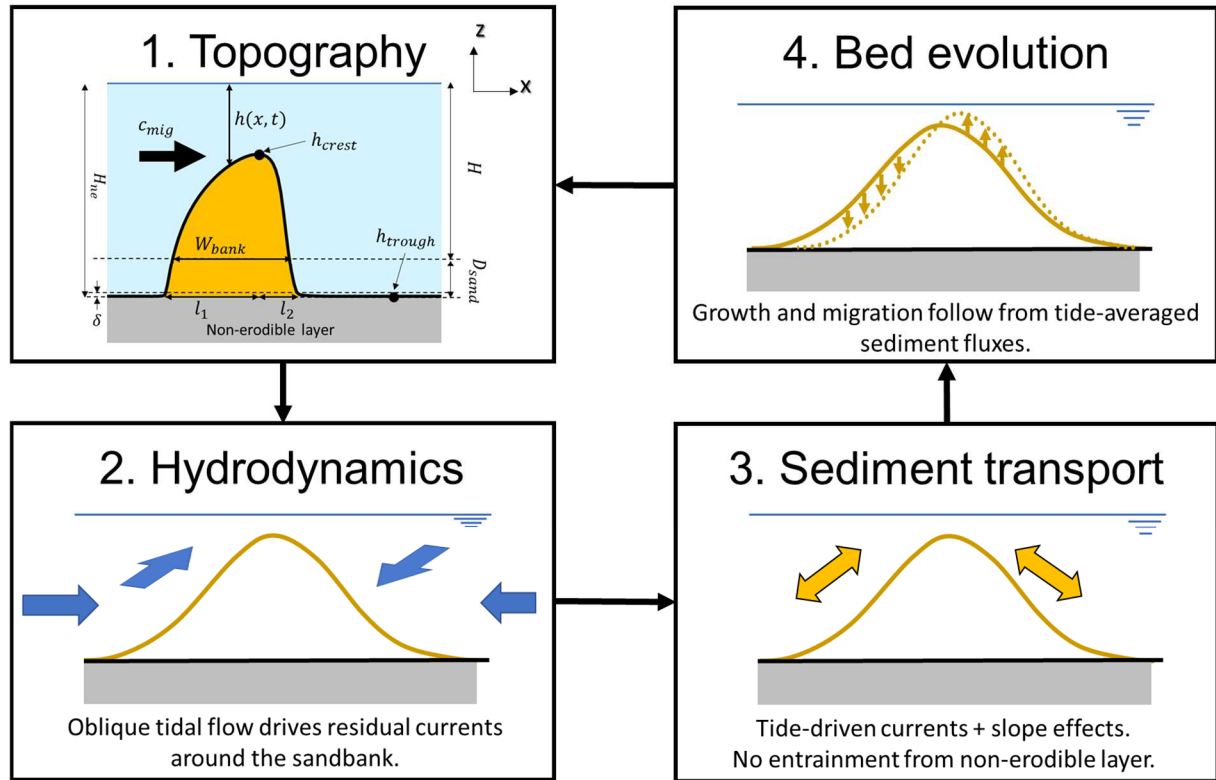 1. Topography
z
x
h(x, t)
c_mig
h_crest
H_ne
H
W_bank
h_trough
D_sand
δ
l_1
l_2
Non-erodible layer
4. Bed evolution
Growth and migration follow from tide-averaged
sediment fluxes.
2. Hydrodynamics
Oblique tidal flow drives residual currents
around the sandbank.
3. Sediment transport
Tide-driven currents + slope effects.
No entrainment from non-erodible layer.